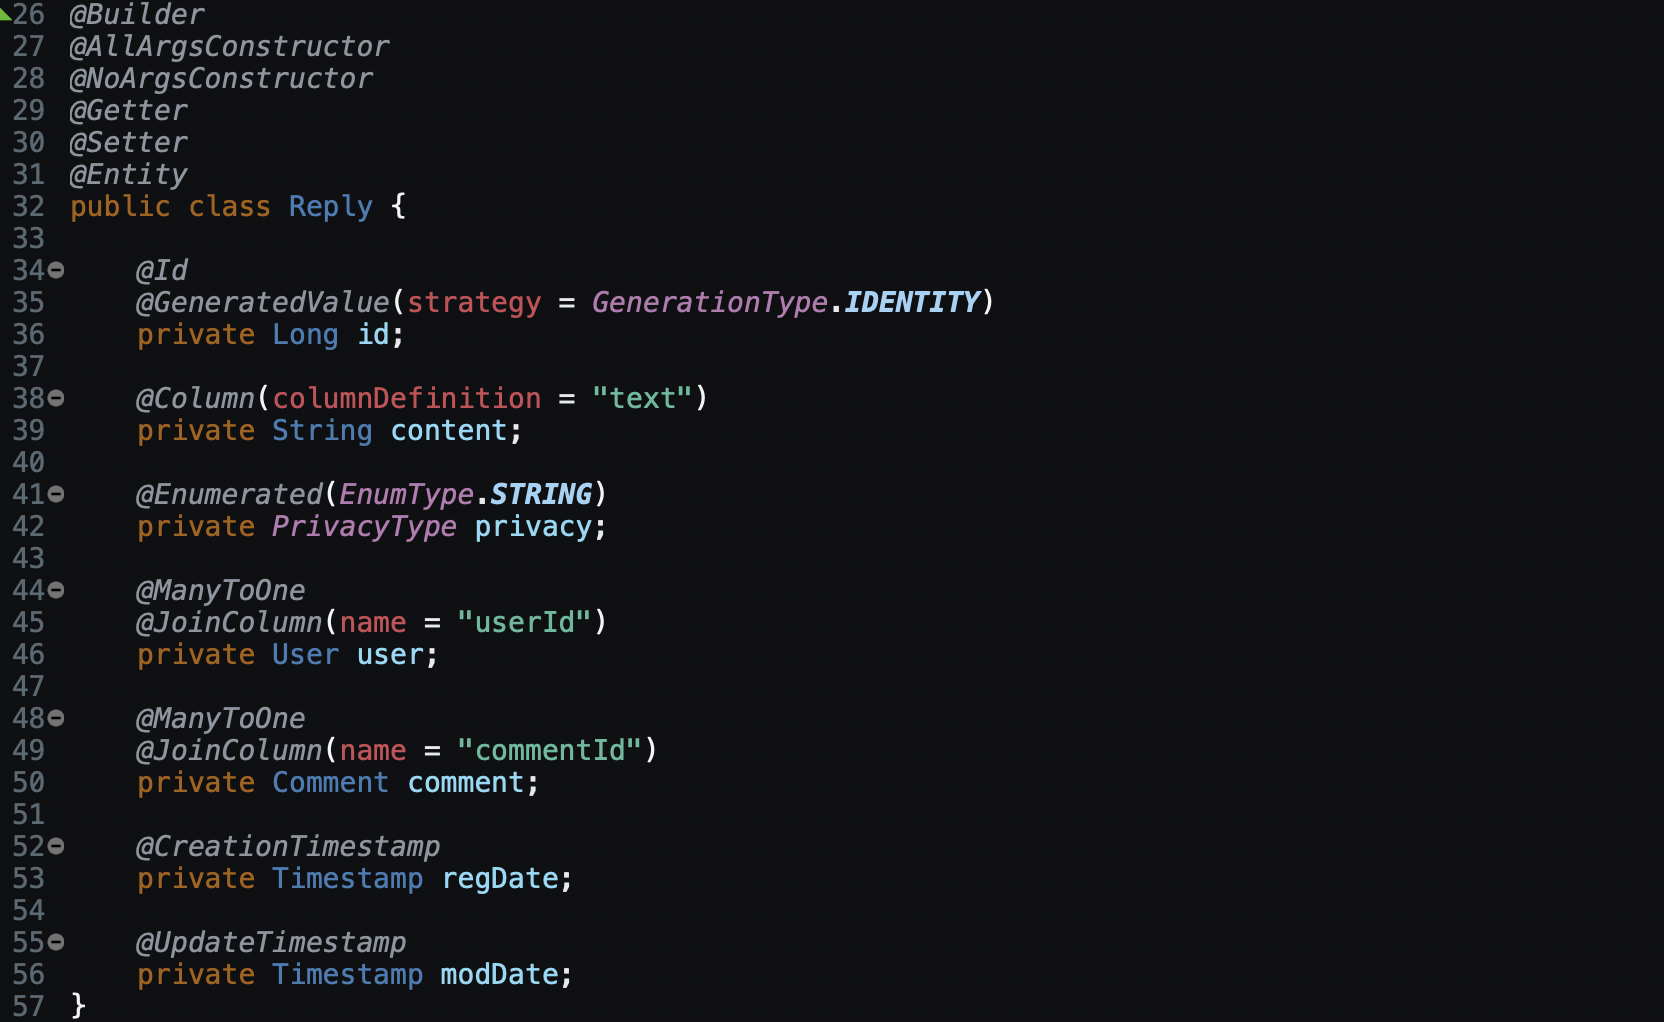 26 @Builder
27 @AllArgsConstructor
28 @NoArgsConstructor
29 @Getter
30 @Setter
31 @Entity
32 public class Reply {
33
34     @Id
35     @GeneratedValue(strategy = GenerationType.IDENTITY)
36     private Long id;
37
38     @Column(columnDefinition = "text")
39     private String content;
40
41     @Enumerated(EnumType.STRING)
42     private PrivacyType privacy;
43
44     @ManyToOne
45     @JoinColumn(name = "userId")
46     private User user;
47
48     @ManyToOne
49     @JoinColumn(name = "commentId")
50     private Comment comment;
51
52     @CreationTimestamp
53     private Timestamp regDate;
54
55     @UpdateTimestamp
56     private Timestamp modDate;
57 }